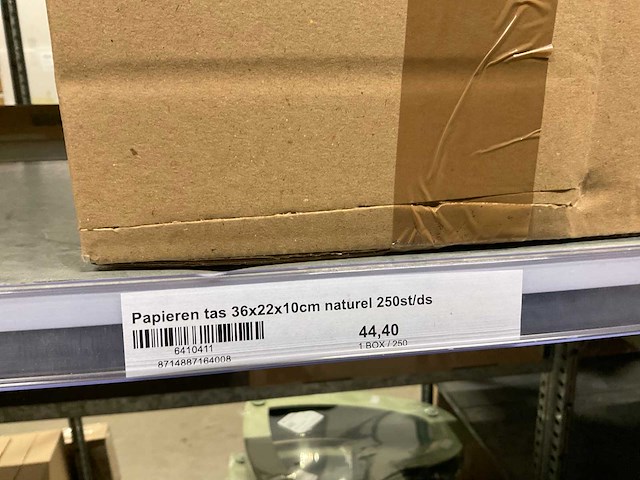 Papieren tas 36x22x10cm naturel 250st/ds
44,40
6410411
1 BOX / 250
8714887164008